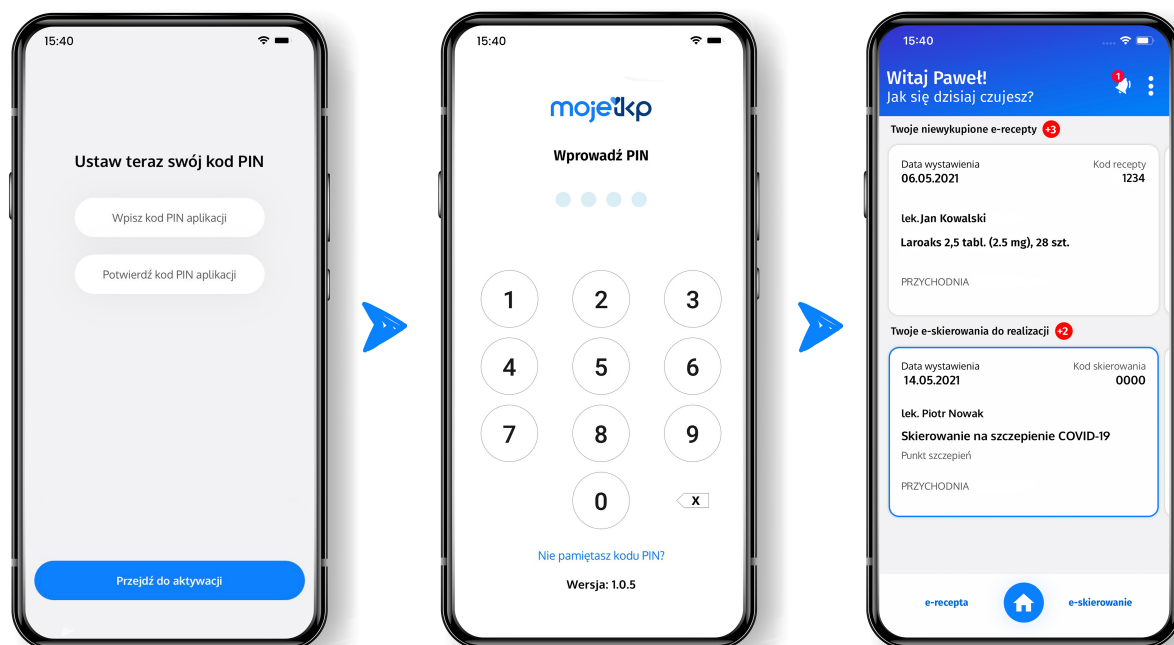 15:40
Ustaw teraz swój kod PIN
Wpisz kod PIN aplikacji
Potwierdź kod PIN aplikacji
Przejdź do aktywacji
15:40
mojeikp
Wprowadź PIN
1 2 3
4 5 6
7 8 9
0 X
Nie pamiętasz kodu PIN?
Wersja: 1.0.5
15:40
Witaj Paweł!
1
Jak się dzisiaj czujesz?
Twoje niewykupione e-recepty +3
Data wystawienia Kod recepty
06.05.2021 1234
lek.Jan Kowalski
Laroaks 2,5 tabl. (2.5 mg), 28 szt.
PRZYCHODNIA
Twoje e-skierowania do realizacji +2
Data wystawienia Kod skierowania
14.05.2021 0000
lek. Piotr Nowak
Skierowanie na szczepienie COVID-19
Punkt szczepień
PRZYCHODNIA
e-recepta e-skierowanie